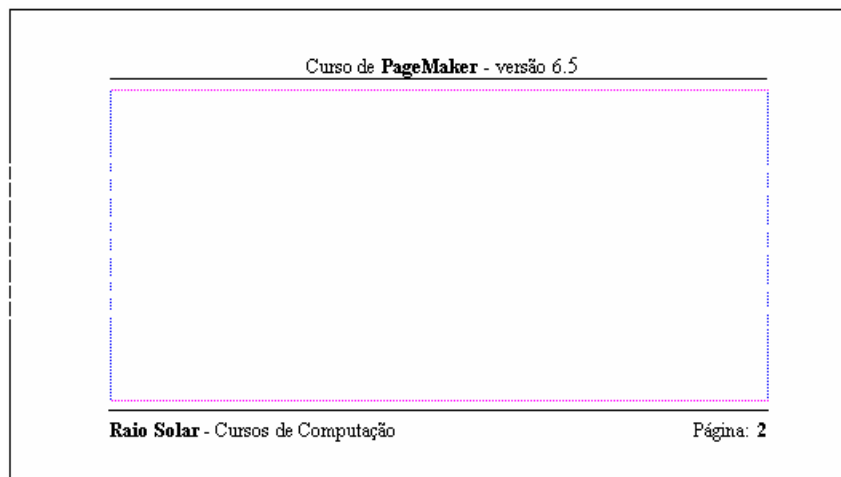 Curso de PageMaker - versão 6.5
Raio Solar - Cursos de Computação Página: 2